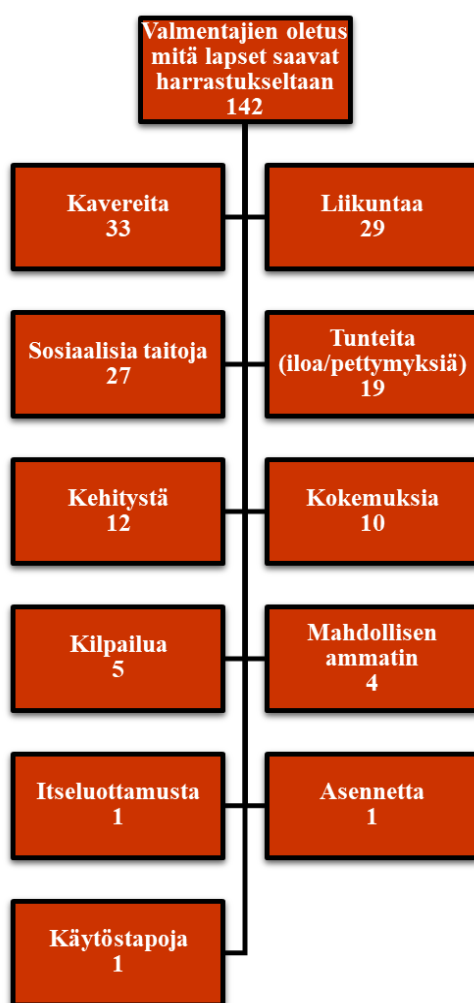 Valmentajien oletus
mitä lapset saavat
harrastukseltaan
142
Kavereita
33
Liikuntaa
29
Sosiaalisia taitoja
27
Tunteita
(iloa/pettymyksiä)
19
Kehitystä
12
Kokemuksia
10
Kilpailua
5
Mahdollisen
ammatin
4
Itseluottamusta
1
Asennetta
1
Käytöstapoja
1